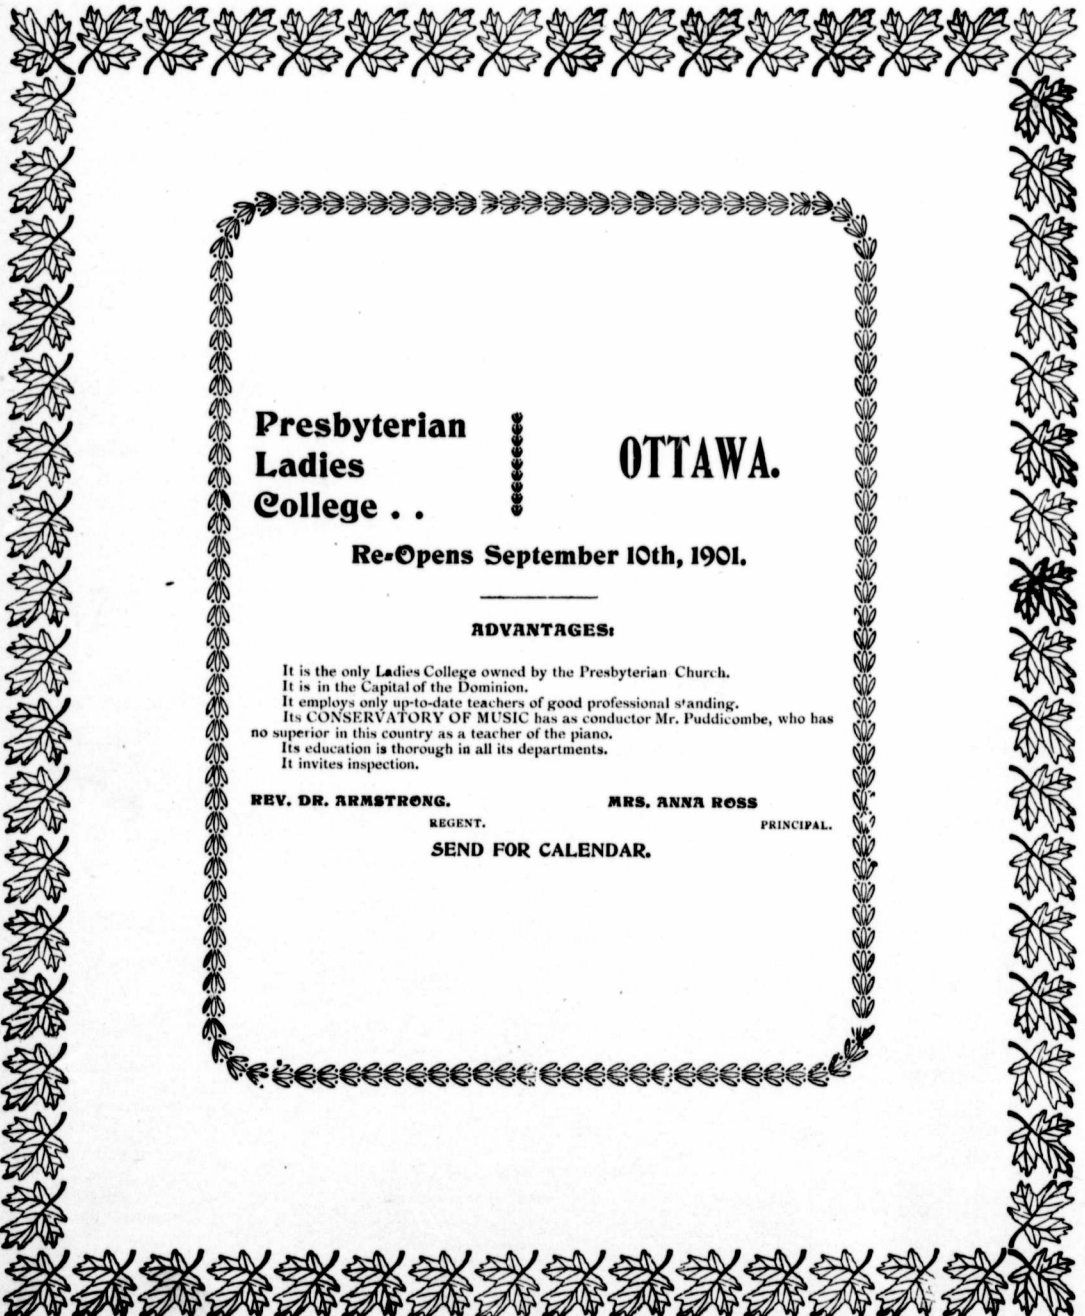 Presbyterian
Ladies
College . .
OTTAWA.
Re-Opens September 10th, 1901.
ADVANTAGES:
It is the only Ladies College owned by the Presbyterian Church.
It is in the Capital of the Dominion.
It employs only up-to-date teachers of good professional standing.
Its CONSERVATORY OF MUSIC has as conductor Mr. Puddicombe, who has
no superior in this country as a teacher of the piano.
Its education is thorough in all its departments.
It invites inspection.
REV. DR. ARMSTRONG.
REGENT.
MRS. ANNA ROSS
PRINCIPAL.
SEND FOR CALENDAR.